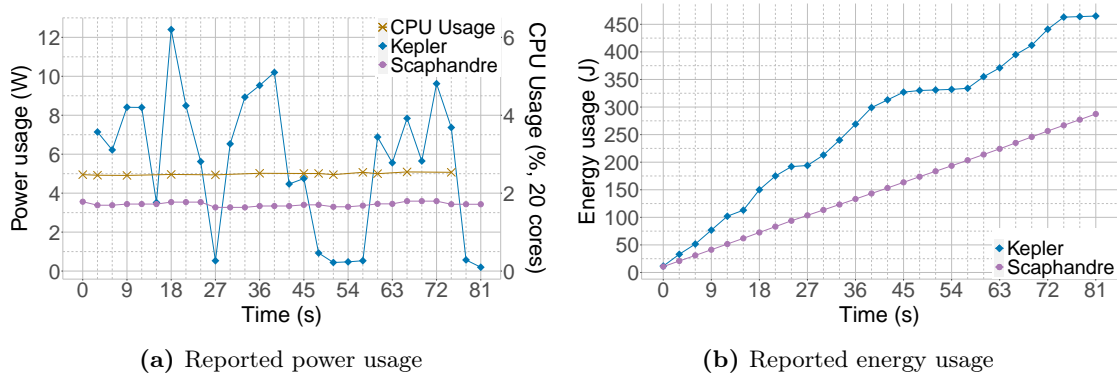 CPU Usage
Kepler
Scaphandre
12
10
8
6
4
2
0
Power usage (W)
6
4
2
0
CPU Usage (%, 20 cores)
0 9 18 27 36 45 54 63 72 81
Time (s)
(a) Reported power usage
450
400
350
300
250
200
150
100
50
0
Energy usage (J)
Kepler
Scaphandre
0 9 18 27 36 45 54 63 72 81
Time (s)
(b) Reported energy usage